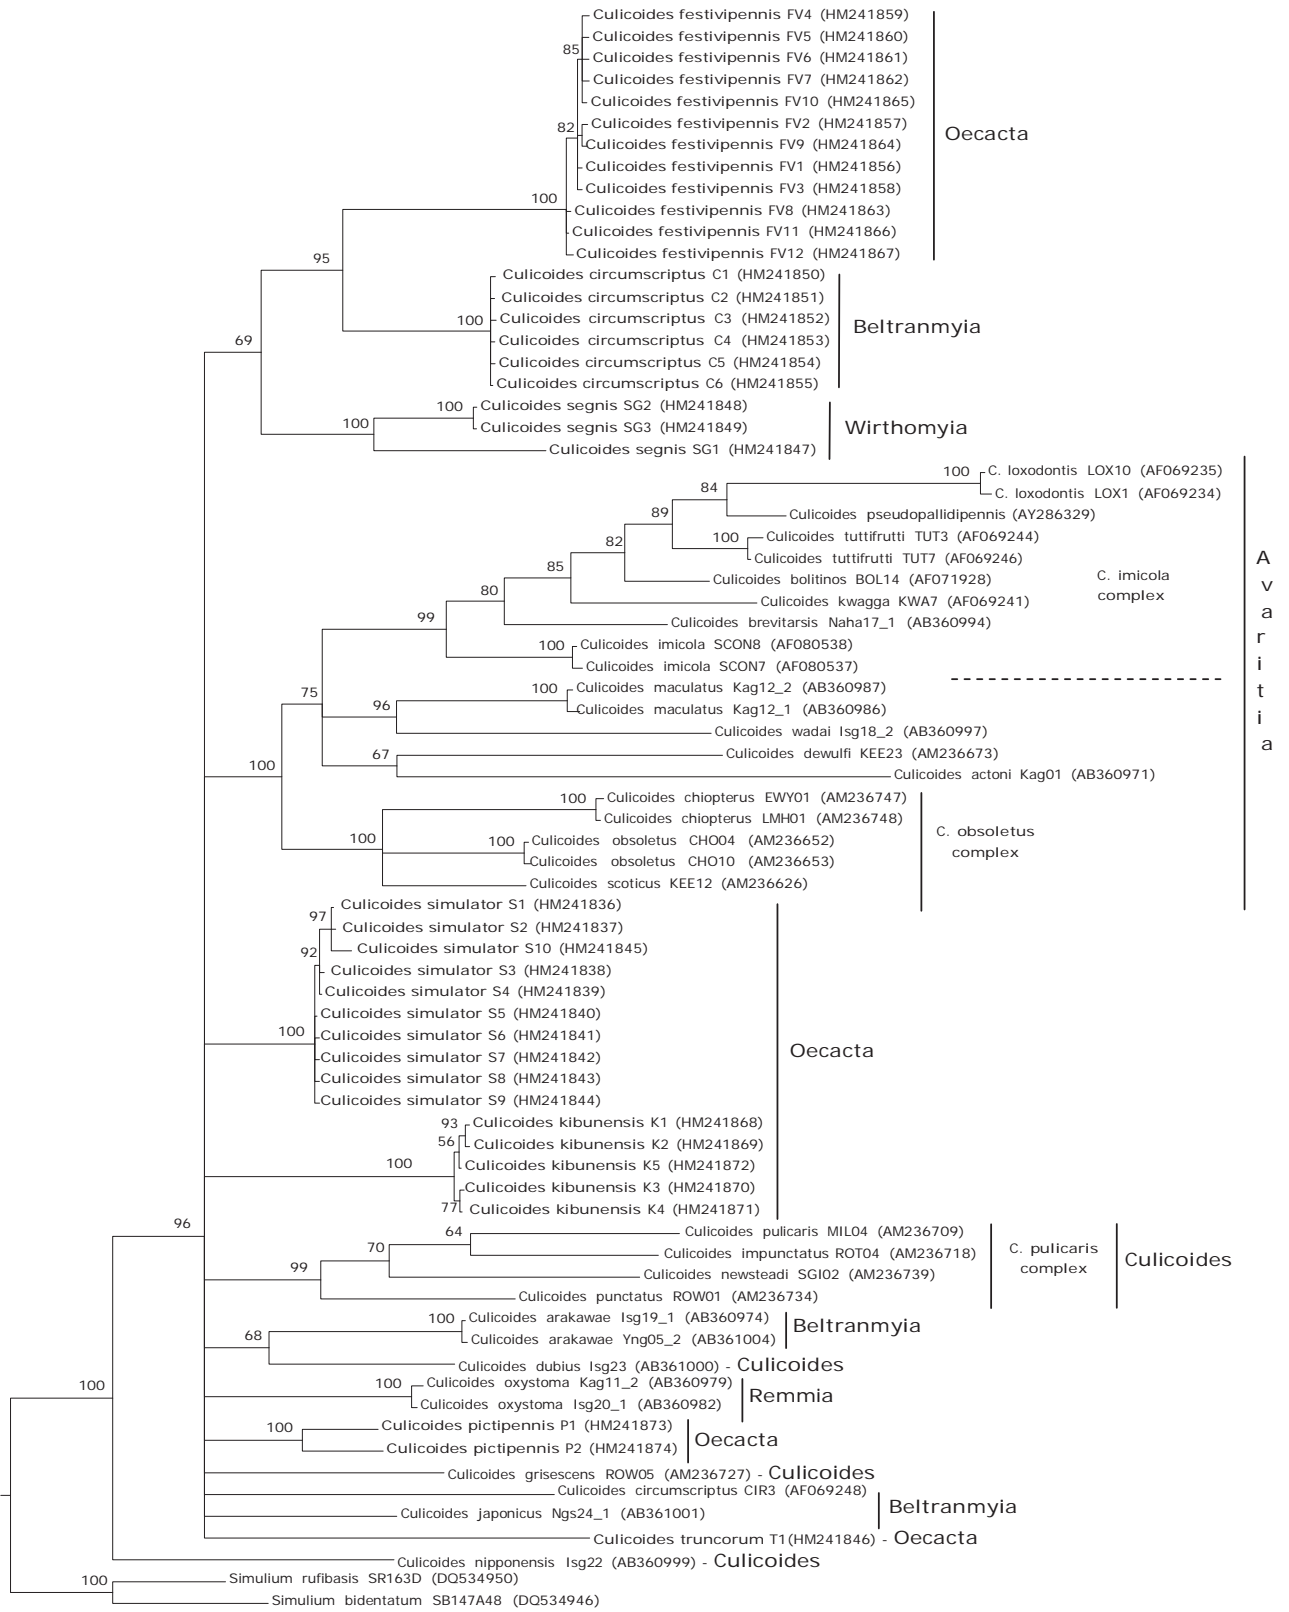 Culicoides festivipennis FV4 (HM241859)
Culicoides festivipennis FV5 (HM241860)
85
Culicoides festivipennis FV6 (HM241861)
Culicoides festivipennis FV7 (HM241862)
Culicoides festivipennis FV10 (HM241865)
82
Culicoides festivipennis FV2 (HM241857)
Oecacta
Culicoides festivipennis FV9 (HM241864)
Culicoides festivipennis FV1 (HM241856)
Culicoides festivipennis FV3 (HM241858)
100
Culicoides festivipennis FV8 (HM241863)
Culicoides festivipennis FV11 (HM241866)
Culicoides festivipennis FV12 (HM241867)
95
Culicoides circumscriptus C1 (HM241850)
Culicoides circumscriptus C2 (HM241851)
100
Culicoides circumscriptus C3 (HM241852)
Beltranmyia
Culicoides circumscriptus C4 (HM241853)
69
Culicoides circumscriptus C5 (HM241854)
Culicoides circumscriptus C6 (HM241855)
100
Culicoides segnis SG2 (HM241848)
100
Culicoides segnis SG3 (HM241849)
Wirthomyia
Culicoides segnis SG1 (HM241847)
100
C. loxodontis LOX10 (AF069235)
84
C. loxodontis LOX1 (AF069234)
89
Culicoides pseudopallidipennis (AY286329)
100
Culicoides tuttifrutti TUT3 (AF069244)
82
Culicoides tuttifrutti TUT7 (AF069246)
85
Culicoides bolitinos BOL14 (AF071928)
C. imicola
complex
80
Culicoides kwagga KWA7 (AF069241)
99
Culicoides brevitarsis Naha17_1 (AB360994)
100
Culicoides imicola SCON8 (AF080538)
Culicoides imicola SCON7 (AF080537)
A
v
a
r
i
t
i
a
75
100
Culicoides maculatus Kag12_2 (AB360987)
96
Culicoides maculatus Kag12_1 (AB360986)
Culicoides wadai Isg18_2 (AB360997)
67
Culicoides dewulfi KEE23 (AM236673)
100
Culicoides actoni Kag01 (AB360971)
100
Culicoides chiopterus EWY01 (AM236747)
Culicoides chiopterus LMH01 (AM236748)
100
100
Culicoides obsoletus CHO04 (AM236652)
C. obsoletus
complex
Culicoides obsoletus CHO10 (AM236653)
Culicoides scoticus KEE12 (AM236626)
97
Culicoides simulator S1 (HM241836)
Culicoides simulator S2 (HM241837)
92
Culicoides simulator S10 (HM241845)
Culicoides simulator S3 (HM241838)
Culicoides simulator S4 (HM241839)
Culicoides simulator S5 (HM241840)
100
Culicoides simulator S6 (HM241841)
Oecacta
Culicoides simulator S7 (HM241842)
Culicoides simulator S8 (HM241843)
Culicoides simulator S9 (HM241844)
93
Culicoides kibunensis K1 (HM241868)
56
Culicoides kibunensis K2 (HM241869)
100
Culicoides kibunensis K5 (HM241872)
Culicoides kibunensis K3 (HM241870)
77
Culicoides kibunensis K4 (HM241871)
96
64
Culicoides pulicaris MIL04 (AM236709)
70
Culicoides impunctatus ROT04 (AM236718)
C. pulicaris
complex
Culicoides
99
Culicoides newsteadi SGI02 (AM236739)
Culicoides punctatus ROW01 (AM236734)
100
Culicoides arakawae Isg19_1 (AB360974)
Beltranmyia
68
Culicoides arakawae Yng05_2 (AB361004)
Culicoides dubius Isg23 (AB361000) - Culicoides
100
100
Culicoides oxystoma Kag11_2 (AB360979)
Remmia
Culicoides oxystoma Isg20_1 (AB360982)
100
Culicoides pictipennis P1 (HM241873)
Oecacta
Culicoides pictipennis P2 (HM241874)
Culicoides grisescens ROW05 (AM236727) - Culicoides
Culicoides circumscriptus CIR3 (AF069248)
Beltranmyia
Culicoides japonicus Ngs24_1 (AB361001)
Culicoides truncorum T1(HM241846) - Oecacta
Culicoides nipponensis Isg22 (AB360999) - Culicoides
100
Simulium rufibasis SR163D (DQ534950)
Simulium bidentatum SB147A48 (DQ534946)